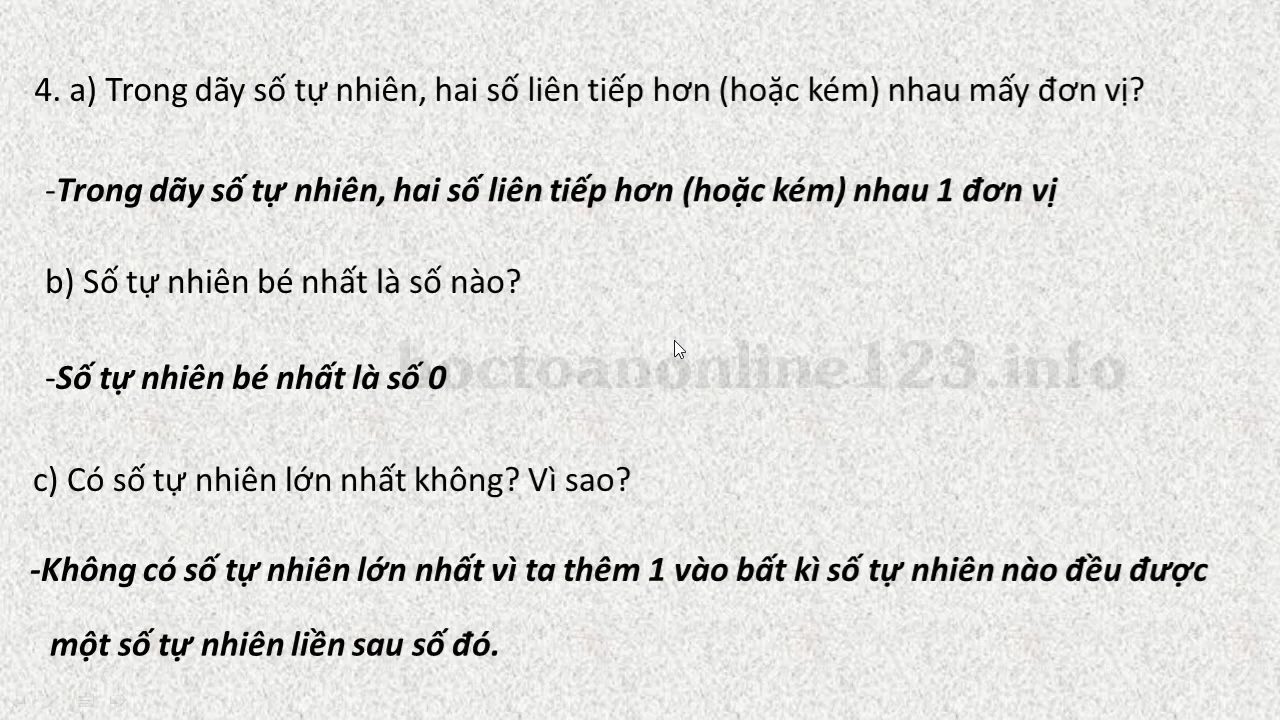 4. a) Trong dãy số tự nhiên, hai số liên tiếp hơn (hoặc kém) nhau mấy đơn vị?
-Trong dãy số tự nhiên, hai số liên tiếp hơn (hoặc kém) nhau 1 đơn vị
b) Số tự nhiên bé nhất là số nào?
-Số tự nhiên bé nhất là số 0
hoctoanonline123.info
c) Có số tự nhiên lớn nhất không? Vì sao?
-Không có số tự nhiên lớn nhất vì ta thêm 1 vào bất kì số tự nhiên nào đều được
một số tự nhiên liền sau số đó.